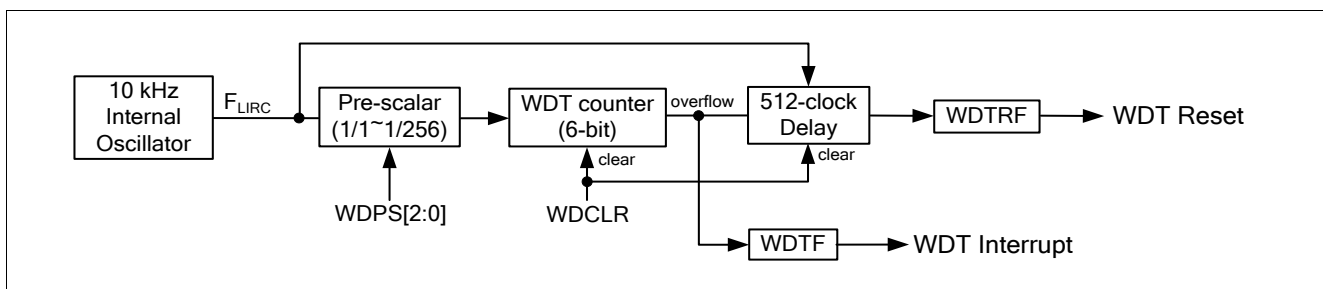 10 kHz
Internal
Oscillator
FLIRC
Pre-scalar
(1/1~1/256)
WDT counter
(6-bit)
overflow
512-clock
Delay
WDTRF
WDT Reset
clear
clear
WDPS[2:0]
WDCLR
WDTF
WDT Interrupt